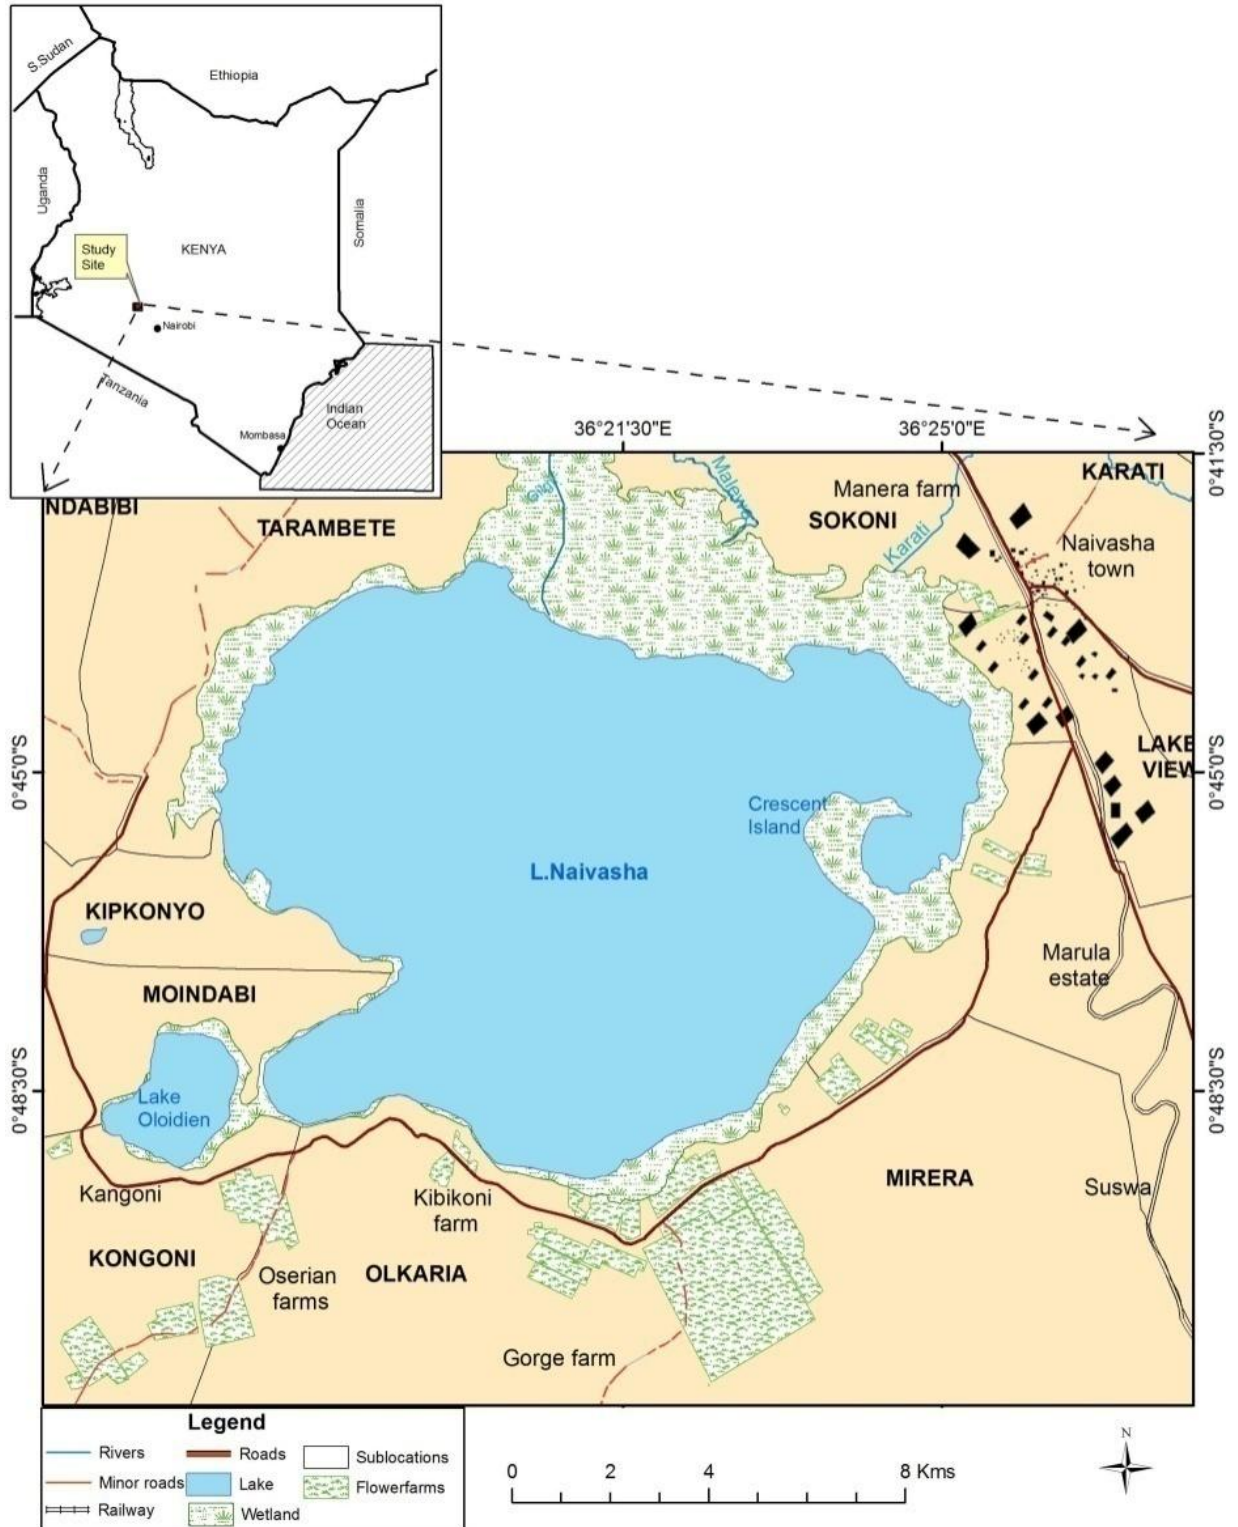 S.Sudan
Ethiopia
Uganda
Somalia
KENYA
Study
Site
Nairobi
Tanzania
Indian
Ocean
Mombasa
36°21'30"E
36°25'0"E
0°41'30"S
NDABIBI
TARAMBETE
Malewa
Manera farm
SOKONI
Karati
KARATI
Naivasha
town
0°45'0"S
0°45'0"S
LAKE
VIEW
Crescent
Island
L.Naivasha
KIPKONYO
MOINDABI
Marula
estate
0°48'30"S
0°48'30"S
Lake
Oloidien
Kangoni
Kibikoni
farm
MIRERA
Suswa
KONGONI
Oserian
farms
OLKARIA
Gorge farm
Legend
Rivers
Roads
Sublocations
Minor roads
Lake
Flowerfarms
Railway
Wetland
0 2 4 8 Kms
N